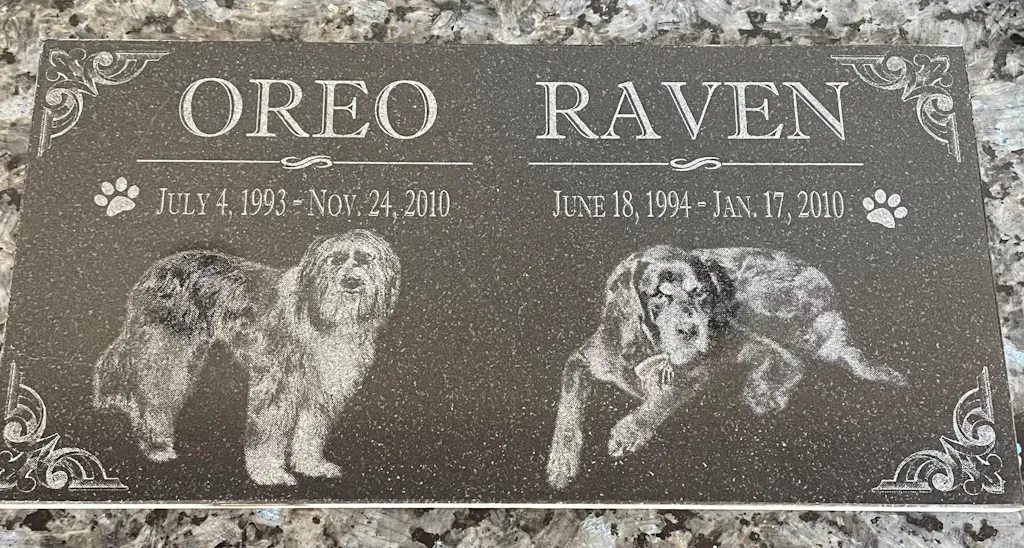 OREO
JULY 4, 1993 - NOV. 24, 2010
RAVEN
JUNE 18, 1994 - JAN. 17, 2010